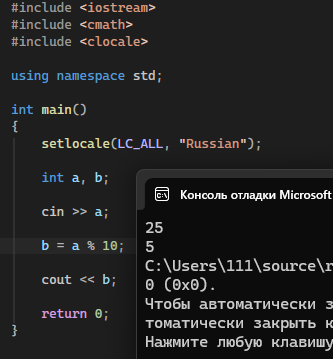 #include <iostream>
#include <cmath>
#include <clocale>
using namespace std;
int main()
{
setlocale(LC_ALL, "Russian");
int a, b;
cin >> a;
b = a % 10;
cout << b;
return 0;
}
Консоль отладки Microsoft
25
5
C:\Users\111\source\r
0 (0x0).
Чтобы автоматически з
томатически закрыть к
Нажмите любую клавишу